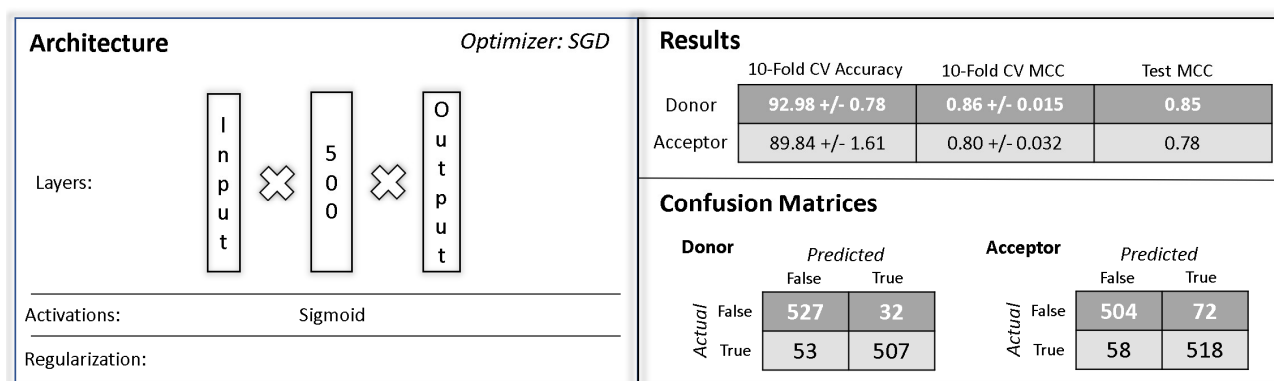 Architecture
Optimizer: SGD
Layers:
Input
500
Output
Activations:
Sigmoid
Regularization:
Results
10-Fold CV Accuracy 10-Fold CV MCC Test MCC
Donor 92.98 +/- 0.78 0.86 +/- 0.015 0.85
Acceptor 89.84 +/- 1.61 0.80 +/- 0.032 0.78
Confusion Matrices
Donor
Predicted
False True
Actual
False 527 32
True 53 507
Acceptor
Predicted
False True
Actual
False 504 72
True 58 518